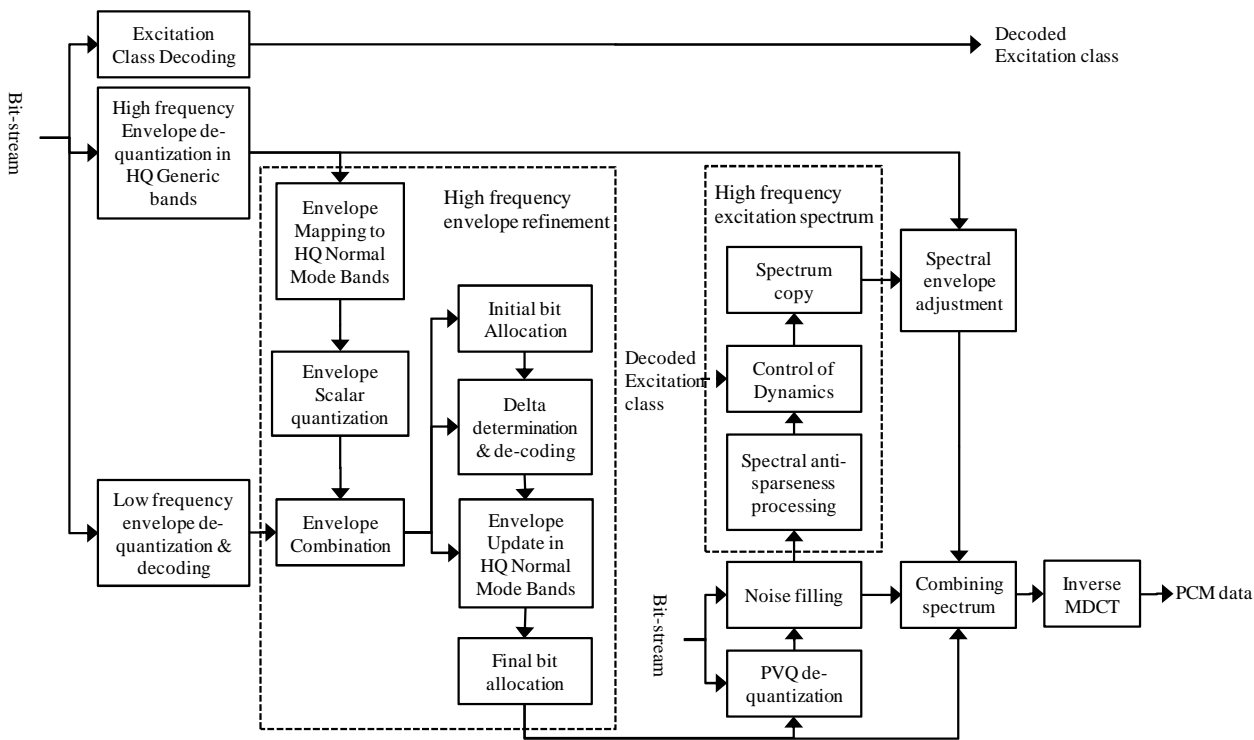 Excitation
Class Decoding
Decoded
Excitation class
Bit-stream
High frequency
Envelope de-
quantization in
HQ Generic
bands
High frequency
envelope refinement
Envelope
Mapping to
HQ Normal
Mode Bands
Envelope
Scalar
quantization
Low frequency
envelope de-
quantization &
decoding
Envelope
Combination
Initial bit
Allocation
Delta
determination
& de-coding
Envelope
Update in
HQ Normal
Mode Bands
Final bit
allocation
High frequency
excitation spectrum
Spectrum
copy
Decoded
Excitation
class
Control of
Dynamics
Spectral anti-
sparseness
processing
Spectral
envelope
adjustment
Bit-stream
Noise filling
PVQ de-
quantization
Combining
spectrum
Inverse
MDCT
PCM data